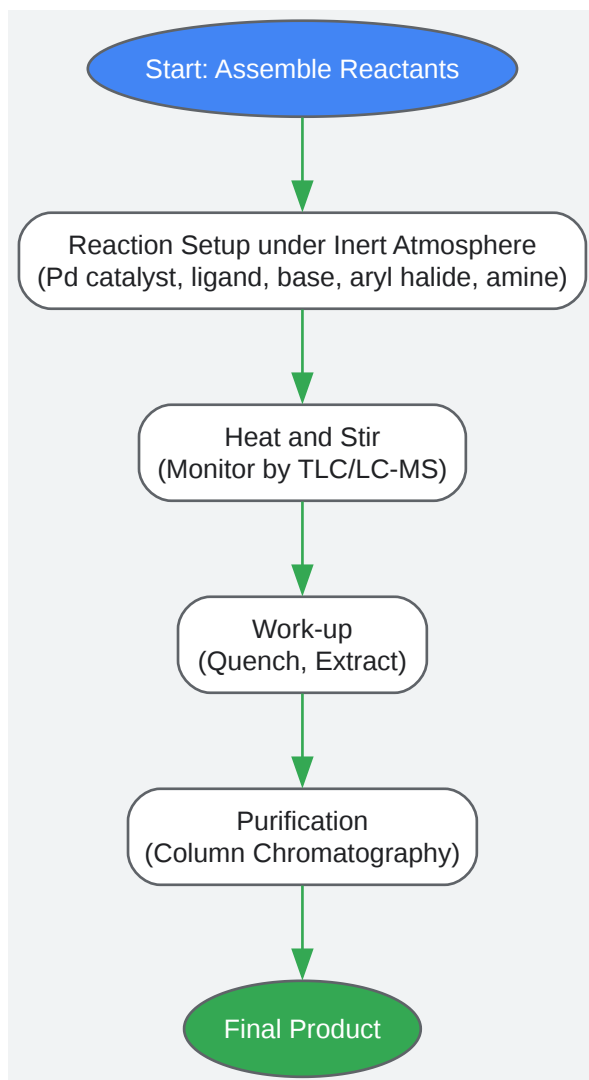 Start: Assemble Reactants
Reaction Setup under Inert Atmosphere
(Pd catalyst, ligand, base, aryl halide, amine)
Heat and Stir
(Monitor by TLC/LC-MS)
Work-up
(Quench, Extract)
Purification
(Column Chromatography)
Final Product